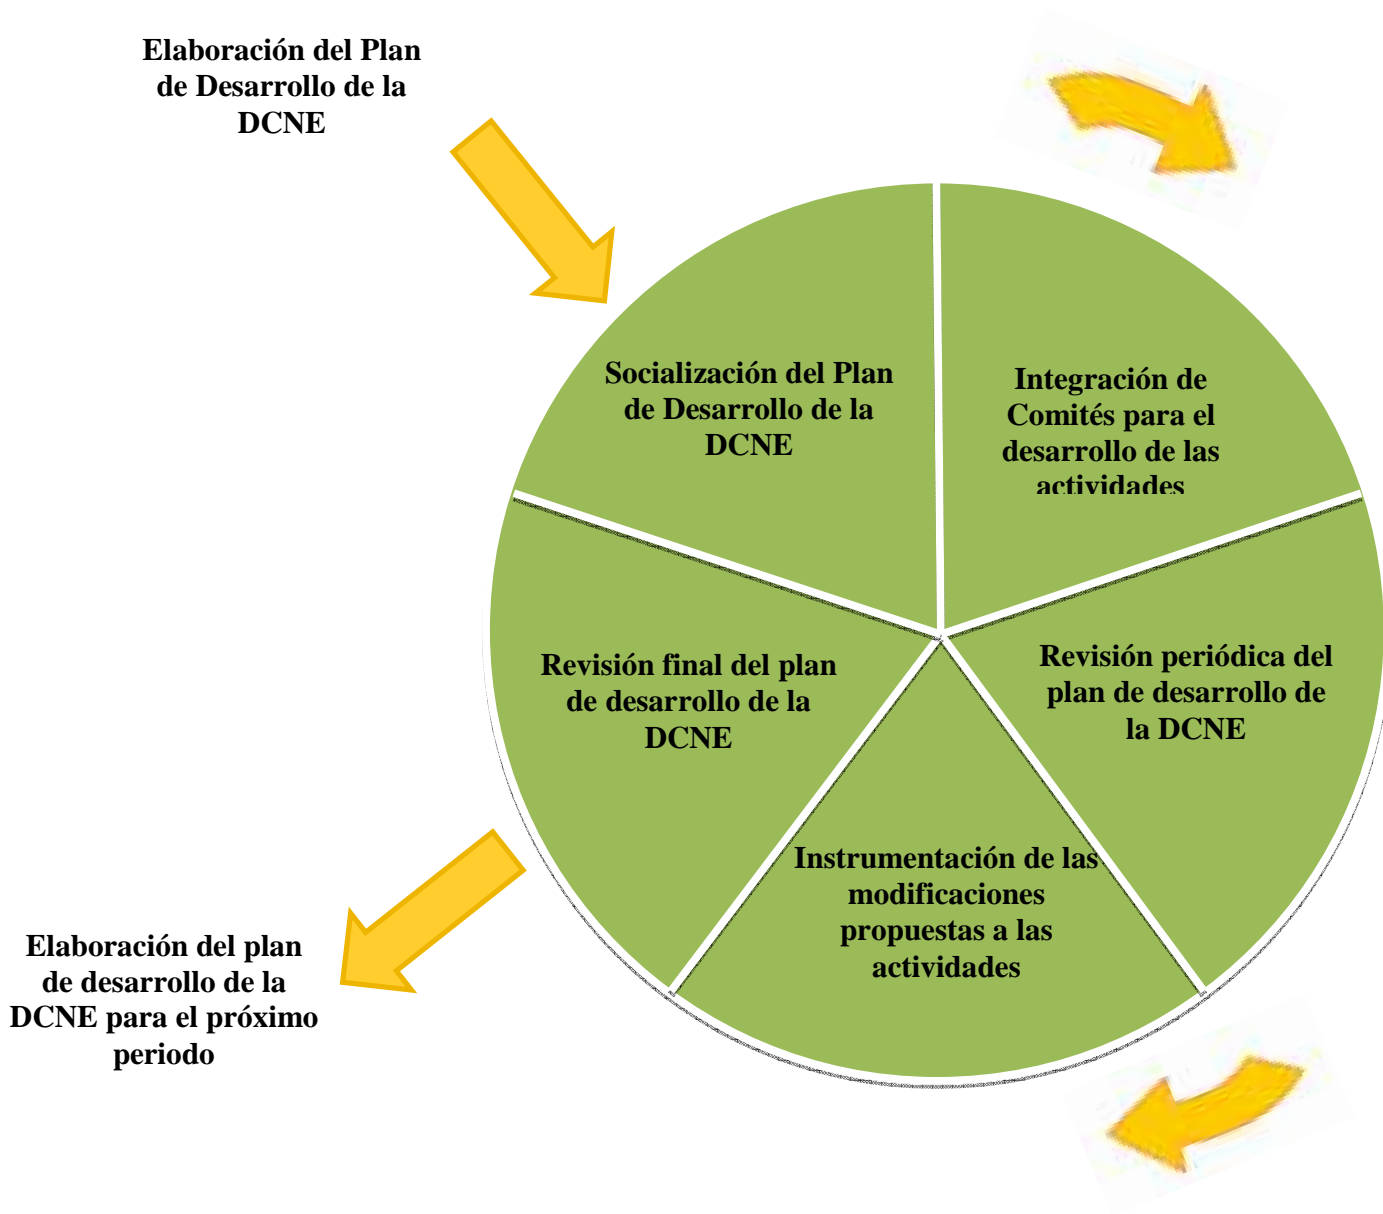 Elaboración del Plan
de Desarrollo de la
DCNE
Socialización del Plan
de Desarrollo de la
DCNE
Integración de
Comités para el
desarrollo de las
actividades
Revisión periódica del
plan de desarrollo de
la DCNE
Instrumentación de las
modificaciones
propuestas a las
actividades
Revisión final del plan
de desarrollo de la
DCNE
Elaboración del plan
de desarrollo de la
DCNE para el próximo
periodo